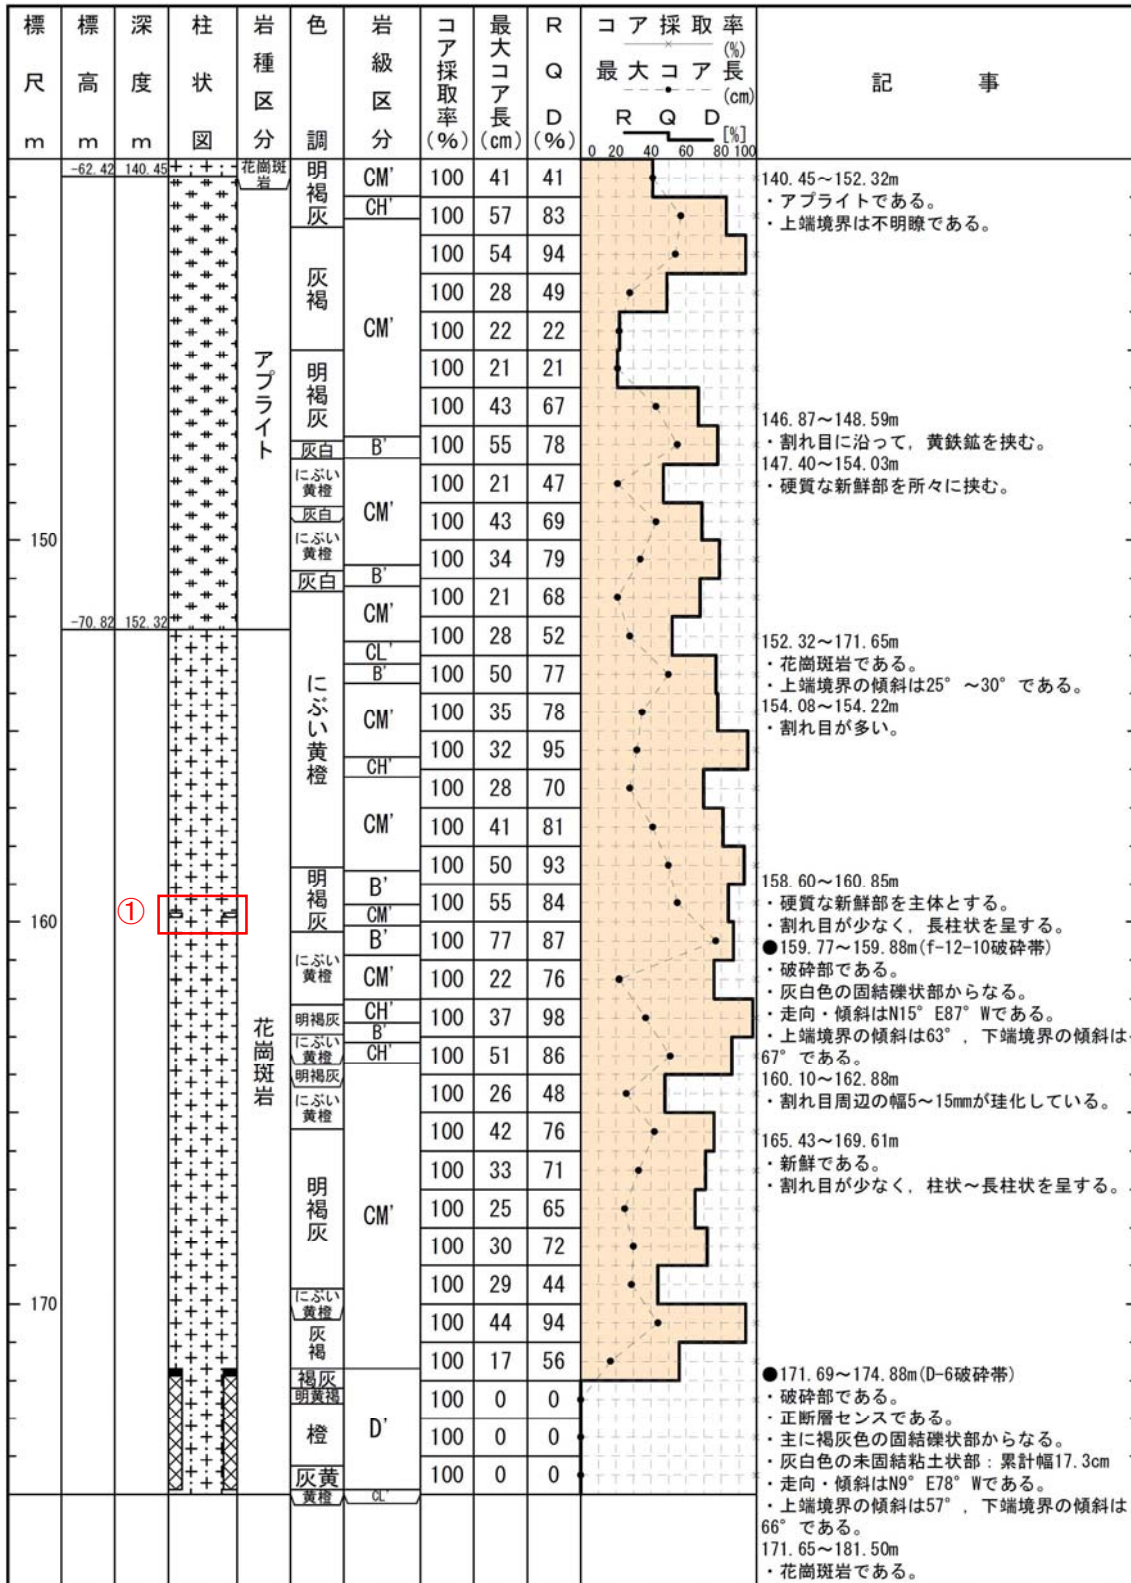 標尺m 標高m 深度m 柱状図 岩種区分 色調 岩級区分 コア採取率(%) 最大コア長(cm) RQD(%) コア採取率(%) 最大コア長(cm) RQD[%] 記事
0 20 40 60 80 100
-62.42 140.45 花崗斑岩
-70.82 152.32
150
160
170
①
アプライト
花崗斑岩
明褐灰
灰褐
明褐灰
灰白
にぶい黄橙
灰白
にぶい黄橙
灰白
にぶい黄橙
明褐灰
にぶい黄橙
明褐灰
にぶい黄橙
明褐灰
にぶい黄橙
明褐灰
にぶい黄橙
灰褐
褐灰
明黄褐
橙
灰黄
黄橙
CM'
CH'
CM'
B'
CM'
B'
CM'
CL'
B'
CM'
CH'
CM'
B'
CM'
B'
CM'
CH'
B'
CH'
CM'
D'
CL'
100 41 41
100 57 83
100 54 94
100 28 49
100 22 22
100 21 21
100 43 67
100 55 78
100 21 47
100 43 69
100 34 79
100 21 68
100 28 52
100 50 77
100 35 78
100 32 95
100 28 70
100 41 81
100 50 93
100 55 84
100 77 87
100 22 76
100 37 98
100 51 86
100 26 48
100 42 76
100 33 71
100 25 65
100 30 72
100 29 44
100 44 94
100 17 56
100 0 0
100 0 0
100 0 0
140.45～152.32m
・アプライトである。
・上端境界は不明瞭である。
146.87～148.59m
・割れ目に沿って，黄鉄鉱を挟む。
147.40～154.03m
・硬質な新鮮部を所々に挟む。
152.32～171.65m
・花崗斑岩である。
・上端境界の傾斜は25°～30°である。
154.08～154.22m
・割れ目が多い。
158.60～160.85m
・硬質な新鮮部を主体とする。
・割れ目が少なく，長柱状を呈する。
●159.77～159.88m(f-12-10破砕帯)
・破砕部である。
・灰白色の固結礫状部からなる。
・走向・傾斜はN15°E87°Wである。
・上端境界の傾斜は63°，下端境界の傾斜は
67°である。
160.10～162.88m
・割れ目周辺の幅5～15mmが珪化している。
165.43～169.61m
・新鮮である。
・割れ目が少なく，柱状～長柱状を呈する。
●171.69～174.88m(D-6破砕帯)
・破砕部である。
・正断層センスである。
・主に褐灰色の固結礫状部からなる。
・灰白色の未固結粘土状部：累計幅17.3cm
・走向・傾斜はN9°E78°Wである。
・上端境界の傾斜は57°，下端境界の傾斜は
66°である。
171.65～181.50m
・花崗斑岩である。